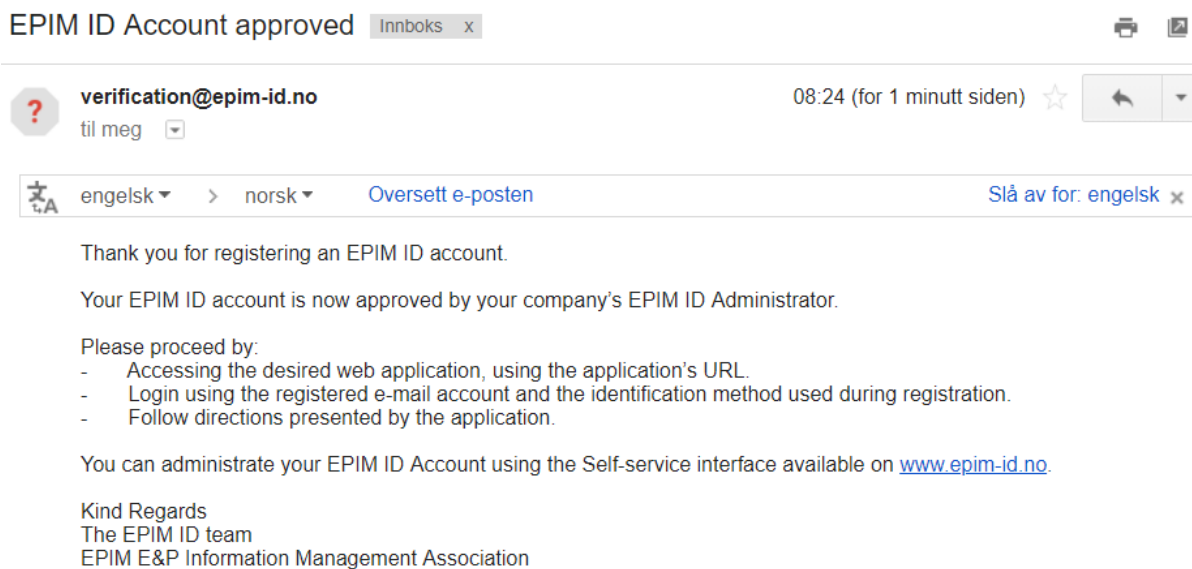 EPIM ID Account approved Innboks x
verification@epim-id.no 08:24 (for 1 minutt siden)
til meg
engelsk > norsk Oversett e-posten Slå av for: engelsk x
Thank you for registering an EPIM ID account.
Your EPIM ID account is now approved by your company's EPIM ID Administrator.
Please proceed by:
- Accessing the desired web application, using the application's URL.
- Login using the registered e-mail account and the identification method used during registration.
- Follow directions presented by the application.
You can administrate your EPIM ID Account using the Self-service interface available on www.epim-id.no.
Kind Regards
The EPIM ID team
EPIM E&P Information Management Association